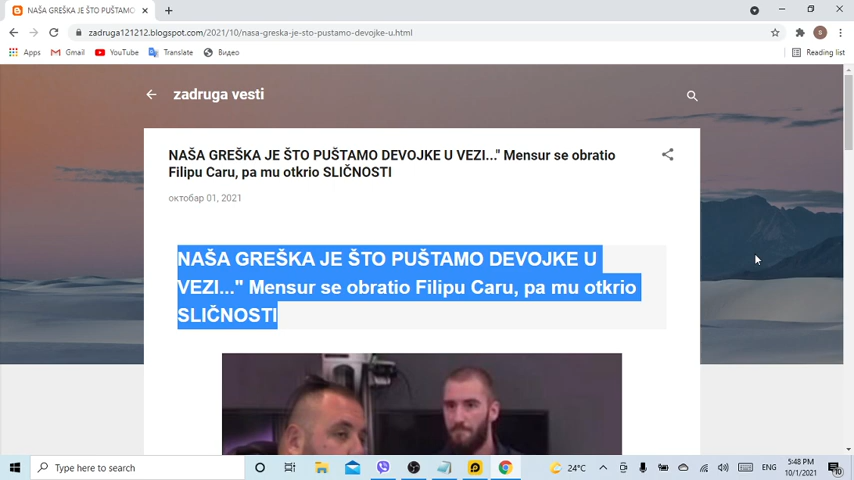 NAŠA GREŠKA JE ŠTO PUŠTAMO
zadruga121212.blogspot.com/2021/10/nasa-greska-je-sto-pustamo-devojke-u.html
Apps Gmail YouTube Translate Видео Reading list
zadruga vesti
NAŠA GREŠKA JE ŠTO PUŠTAMO DEVOJKE U VEZI..." Mensur se obratio
Filipu Caru, pa mu otkrio SLIČNOSTI
октобар 01, 2021
NAŠA GREŠKA JE ŠTO PUŠTAMO DEVOJKE U
VEZI..." Mensur se obratio Filipu Caru, pa mu otkrio
SLIČNOSTI
Type here to search
24°C
ENG
5:48 PM
10/1/2021